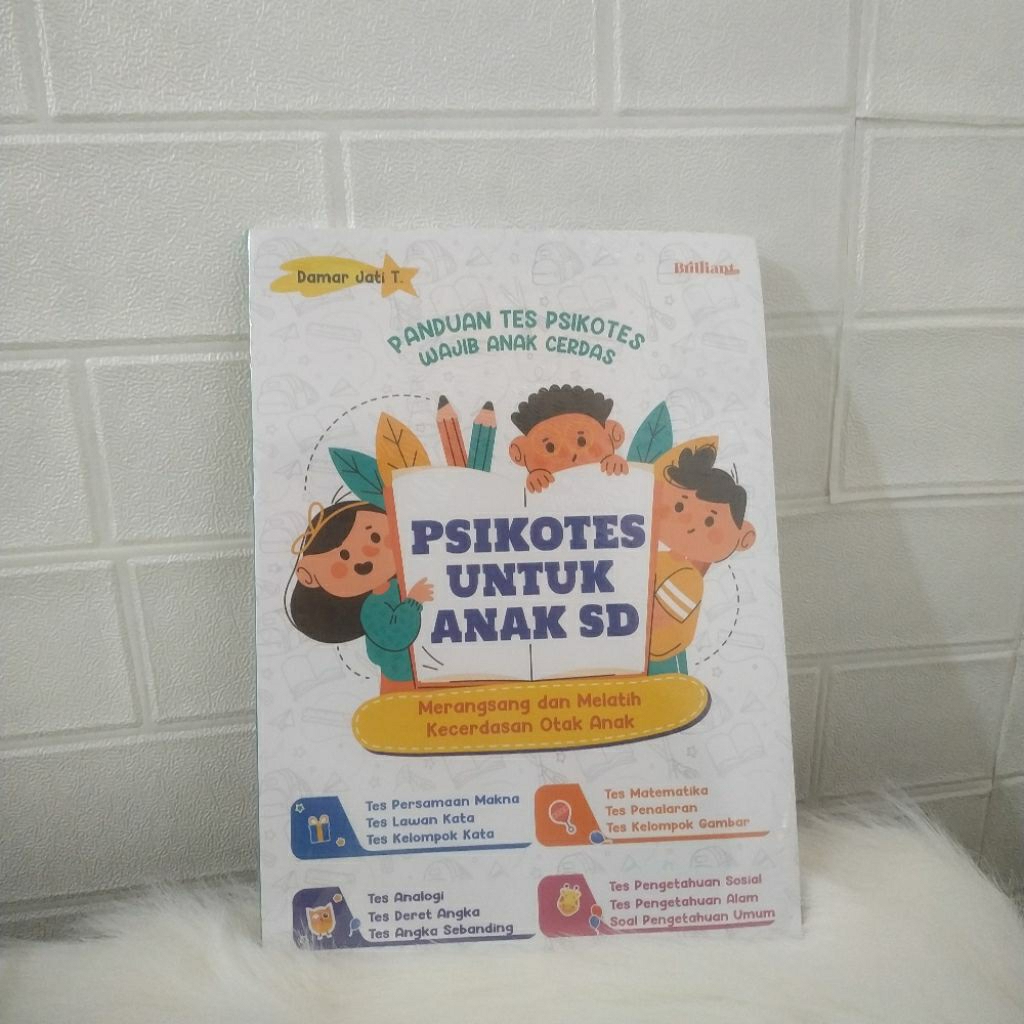 Damar Jati T.
Brilliant
PANDUAN TES PSIKOTES
WAJIB ANAK CERDAS
PSIKOTES
UNTUK
ANAK SD
Merangsang dan Melatih
Kecerdasan Otak Anak
Tes Persamaan Makna
Tes Lawan Kata
Tes Kelompok Kata
Tes Matematika
Tes Penalaran
Tes Kelompok Gambar
Tes Analogi
Tes Deret Angka
Tes Angka Sebanding
Tes Pengetahuan Sosial
Tes Pengetahuan Alam
Soal Pengetahuan Umum